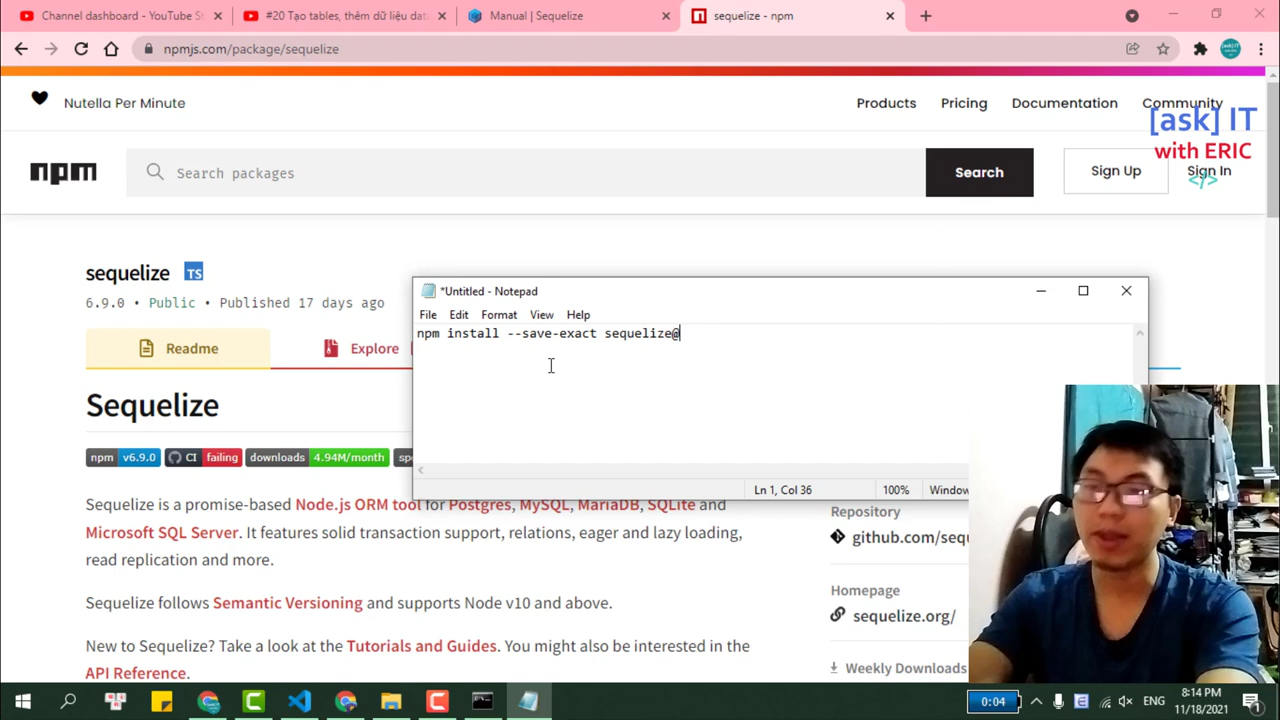 Channel dashboard - YouTube St
#20 Tạo tables, thêm dữ liệu data
Manual | Sequelize
sequelize - npm
npmjs.com/package/sequelize
Nutella Per Minute
Products
Pricing
Documentation
Community
[ask] IT
with ERIC
</>
npm
Search packages
Search
Sign Up
Sign In
sequelize
TS
6.9.0 • Public • Published 17 days ago
Readme
Explore
*Untitled - Notepad
File Edit Format View Help
npm install --save-exact sequelize@
Ln 1, Col 36
100%
Window
Sequelize
npm v6.9.0
CI failing
downloads 4.94M/month
Sequelize is a promise-based Node.js ORM tool for Postgres, MySQL, MariaDB, SQLite and
Microsoft SQL Server. It features solid transaction support, relations, eager and lazy loading,
read replication and more.
Sequelize follows Semantic Versioning and supports Node v10 and above.
New to Sequelize? Take a look at the Tutorials and Guides. You might also be interested in the
API Reference.
Repository
github.com/sequ
Homepage
sequelize.org/
Weekly Downloads
0:04
ENG
8:14 PM
11/18/2021